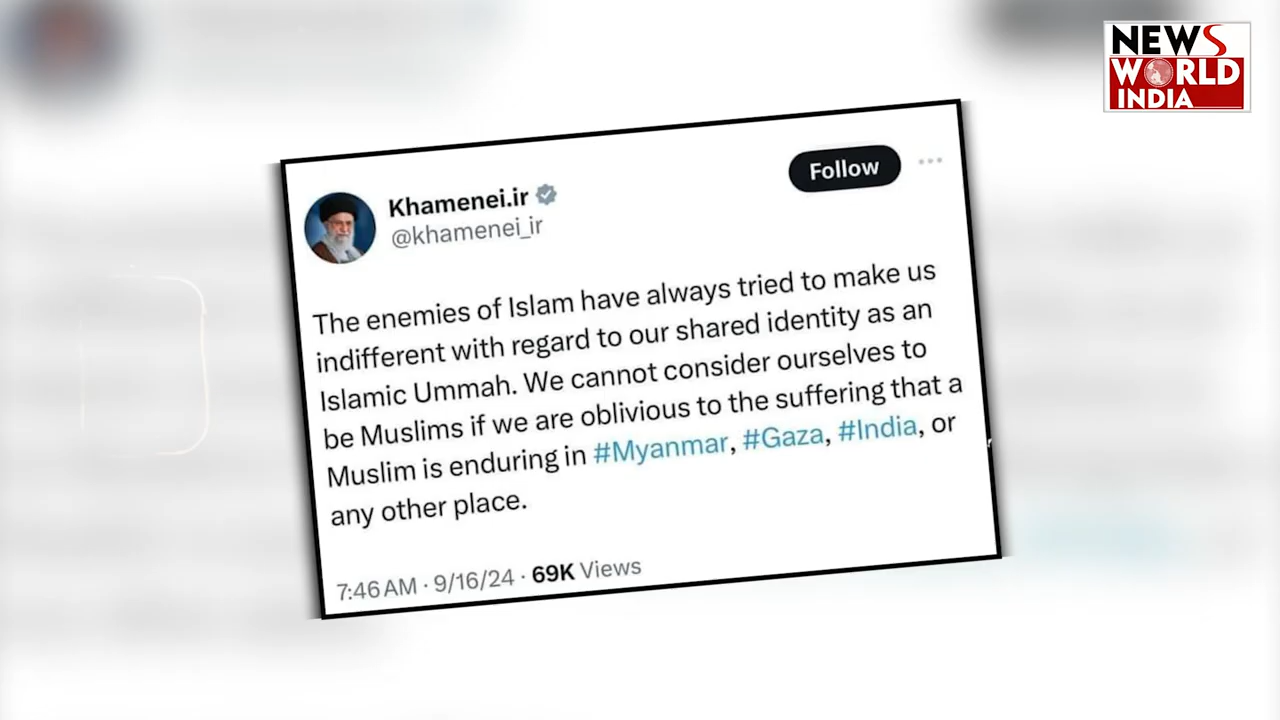 NEWS
WORLD
INDIA
Khamenei.ir
Follow
@khamenei_ir
The enemies of Islam have always tried to make us
indifferent with regard to our shared identity as an
Islamic Ummah. We cannot consider ourselves to
be Muslims if we are oblivious to the suffering that a
Muslim is enduring in #Myanmar, #Gaza, #India, or
any other place.
7:46 AM · 9/16/24 · 69K Views